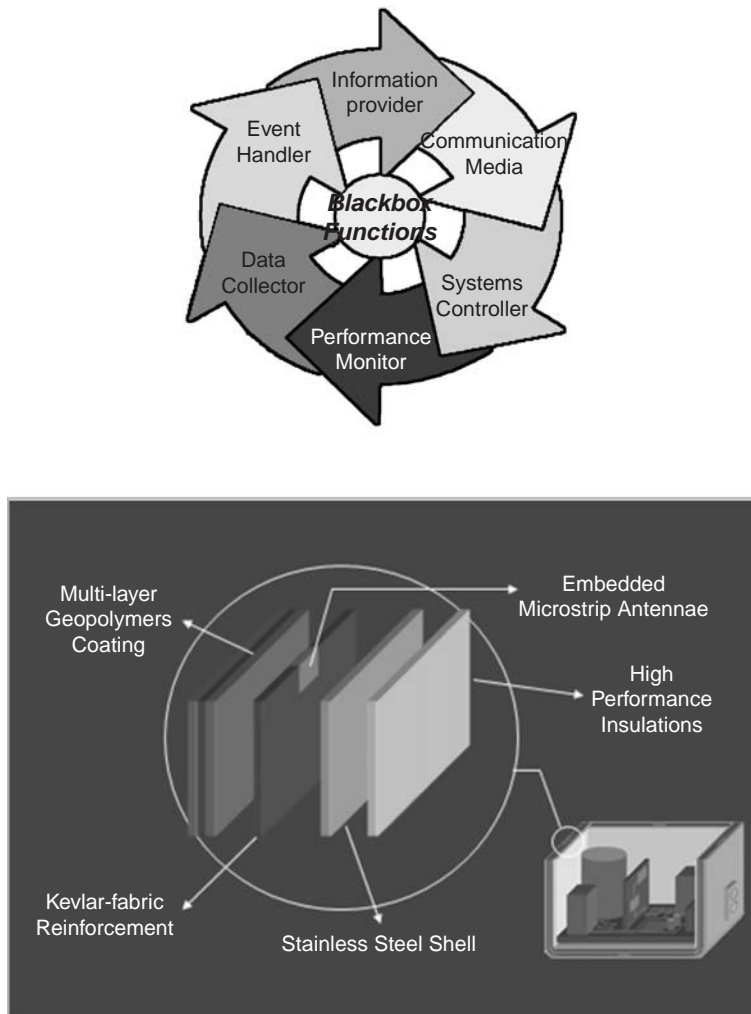 Information
provider
Communication
Media
Systems
Controller
Performance
Monitor
Data
Collector
Event
Handler
Blackbox
Functions
Multi-layer
Geopolymers
Coating
Embedded
Microstrip Antennae
High
Performance
Insulations
Kevlar-fabric
Reinforcement
Stainless Steel Shell